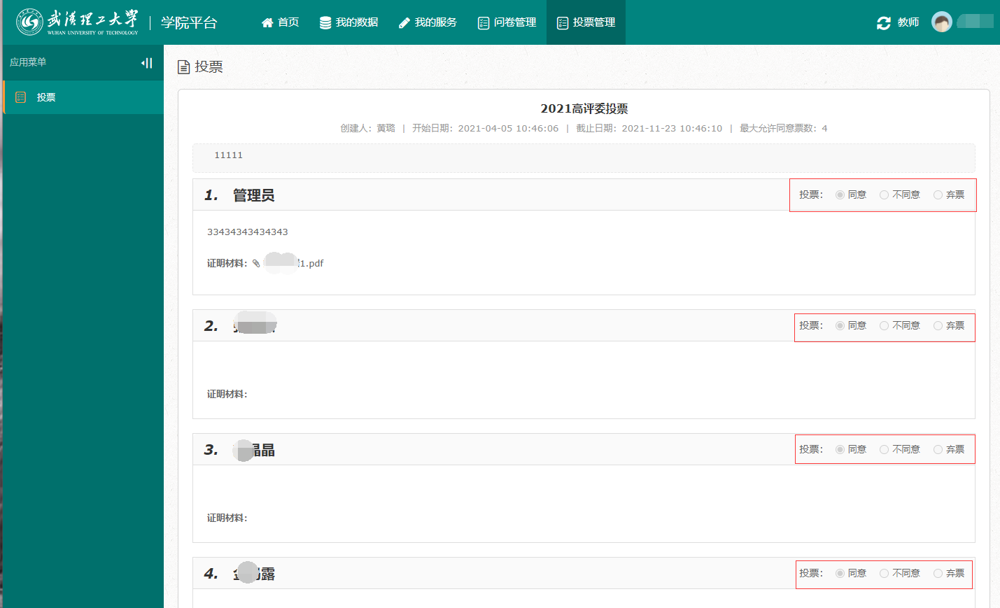 武汉理工大学
WUHAN UNIVERSITY OF TECHNOLOGY
学院平台
首页
我的数据
我的服务
问卷管理
投票管理
教师
应用菜单
投票
投票
2021高评委投票
创建人：黄璐 | 开始日期：2021-04-05 10:46:06 | 截止日期：2021-11-23 10:46:10 | 最大允许同意票数：4
11111
1. 管理员 投票： 同意 不同意 弃票
33434343434343
证明材料： 1.pdf
2. 投票： 同意 不同意 弃票
证明材料：
3. 晶晶 投票： 同意 不同意 弃票
证明材料：
4. 露 投票： 同意 不同意 弃票